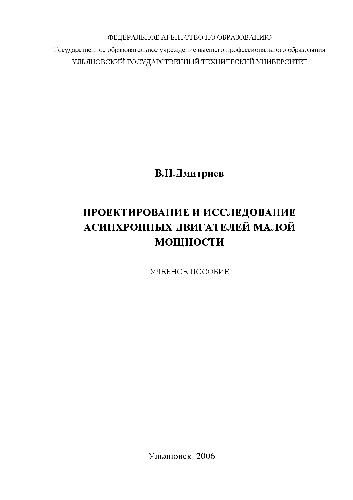 ФЕДЕРАЛЬНОЕ АГЕНТСТВО ПО ОБРАЗОВАНИЮ
Государственное образовательное учреждение высшего профессионального образования
УЛЬЯНОВСКИЙ ГОСУДАРСТВЕННЫЙ ТЕХНИЧЕСКИЙ УНИВЕРСИТЕТ
В.Н.Дмитриев
ПРОЕКТИРОВАНИЕ И ИССЛЕДОВАНИЕ
АСИНХРОННЫХ ДВИГАТЕЛЕЙ МАЛОЙ
МОЩНОСТИ
УЧЕБНОЕ ПОСОБИЕ
Ульяновск 2006